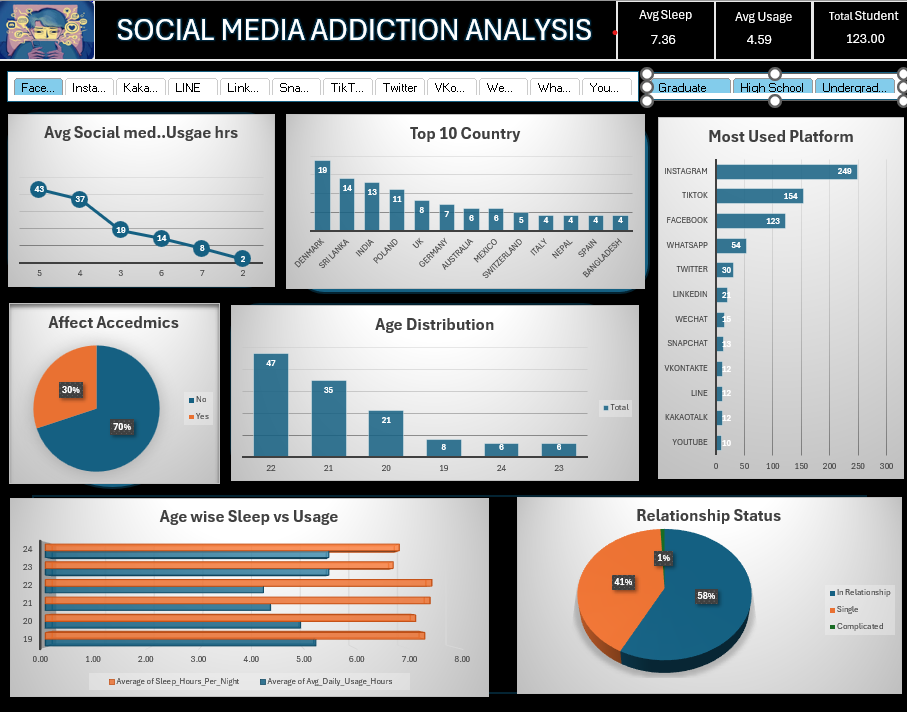 SOCIAL MEDIA ADDICTION ANALYSIS
Avg Sleep
7.36
Avg Usage
4.59
Total Student
123.00
Face... Insta... Kaka... LINE Link... Sna... TikT... Twitter VKo... We... Wha... You...
Graduate High School Undergrad...
Avg Social med..Usgae hrs
43 37 19 14 8 2
5 4 3 6 7 2
Top 10 Country
19 14 13 11 8 7 6 6 5 4 4 4 4
DENMARK SRI LANKA INDIA POLAND UK GERMANY AUSTRALIA MEXICO SWITZERLAND ITALY NEPAL SPAIN BANGLADESH
Most Used Platform
INSTAGRAM 249
TIKTOK 154
FACEBOOK 123
WHATSAPP 54
TWITTER 30
LINKEDIN 21
WECHAT 15
SNAPCHAT 13
VKONTAKTE 12
LINE 12
KAKAOTALK 12
YOUTUBE 10
0 50 100 150 200 250 300
Affect Accedmics
30%
70%
No
Yes
Age Distribution
47 35 21 8 6 6
22 21 20 19 24 23
Total
Age wise Sleep vs Usage
24
23
22
21
20
19
0.00 1.00 2.00 3.00 4.00 5.00 6.00 7.00 8.00
Average of Sleep_Hours_Per_Night Average of Avg_Daily_Usage_Hours
Relationship Status
1%
41%
58%
In Relationship
Single
Complicated